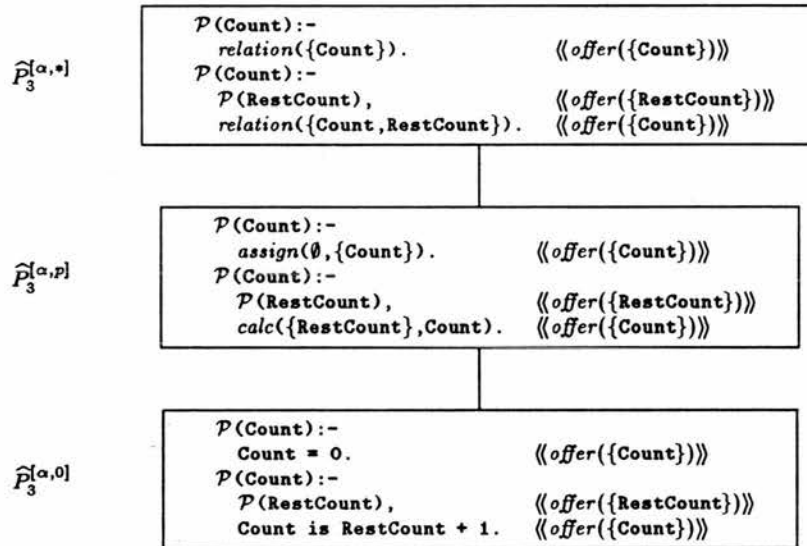 P̂₃^[α,*]
𝒫(Count):-
relation({Count}). ⟪offer({Count})⟫
𝒫(Count):-
𝒫(RestCount), ⟪offer({RestCount})⟫
relation({Count,RestCount}). ⟪offer({Count})⟫
P̂₃^[α,p]
𝒫(Count):-
assign(∅,{Count}). ⟪offer({Count})⟫
𝒫(Count):-
𝒫(RestCount), ⟪offer({RestCount})⟫
calc({RestCount},Count). ⟪offer({Count})⟫
P̂₃^[α,0]
𝒫(Count):-
Count = 0. ⟪offer({Count})⟫
𝒫(Count):-
𝒫(RestCount), ⟪offer({RestCount})⟫
Count is RestCount + 1. ⟪offer({Count})⟫